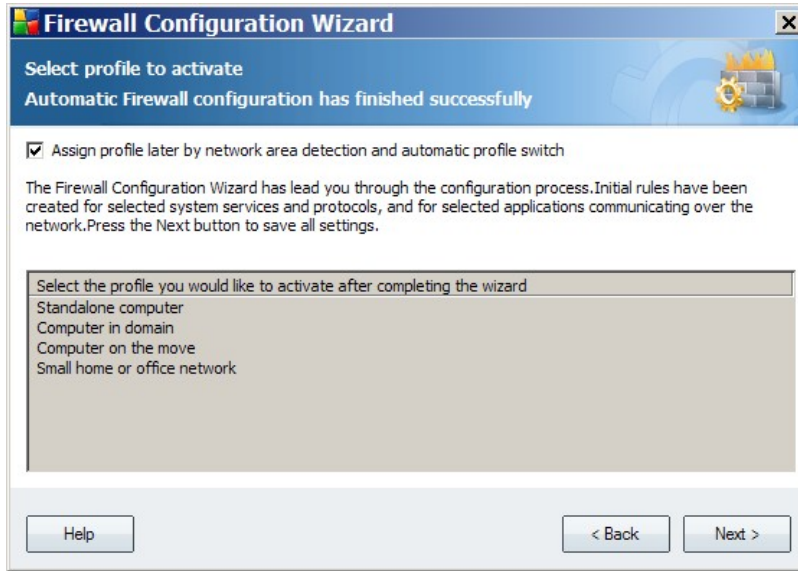 Firewall Configuration Wizard
Select profile to activate
Automatic Firewall configuration has finished successfully
Assign profile later by network area detection and automatic profile switch
The Firewall Configuration Wizard has lead you through the configuration process.Initial rules have been
created for selected system services and protocols, and for selected applications communicating over the
network.Press the Next button to save all settings.
Select the profile you would like to activate after completing the wizard
Standalone computer
Computer in domain
Computer on the move
Small home or office network
Help
< Back
Next >